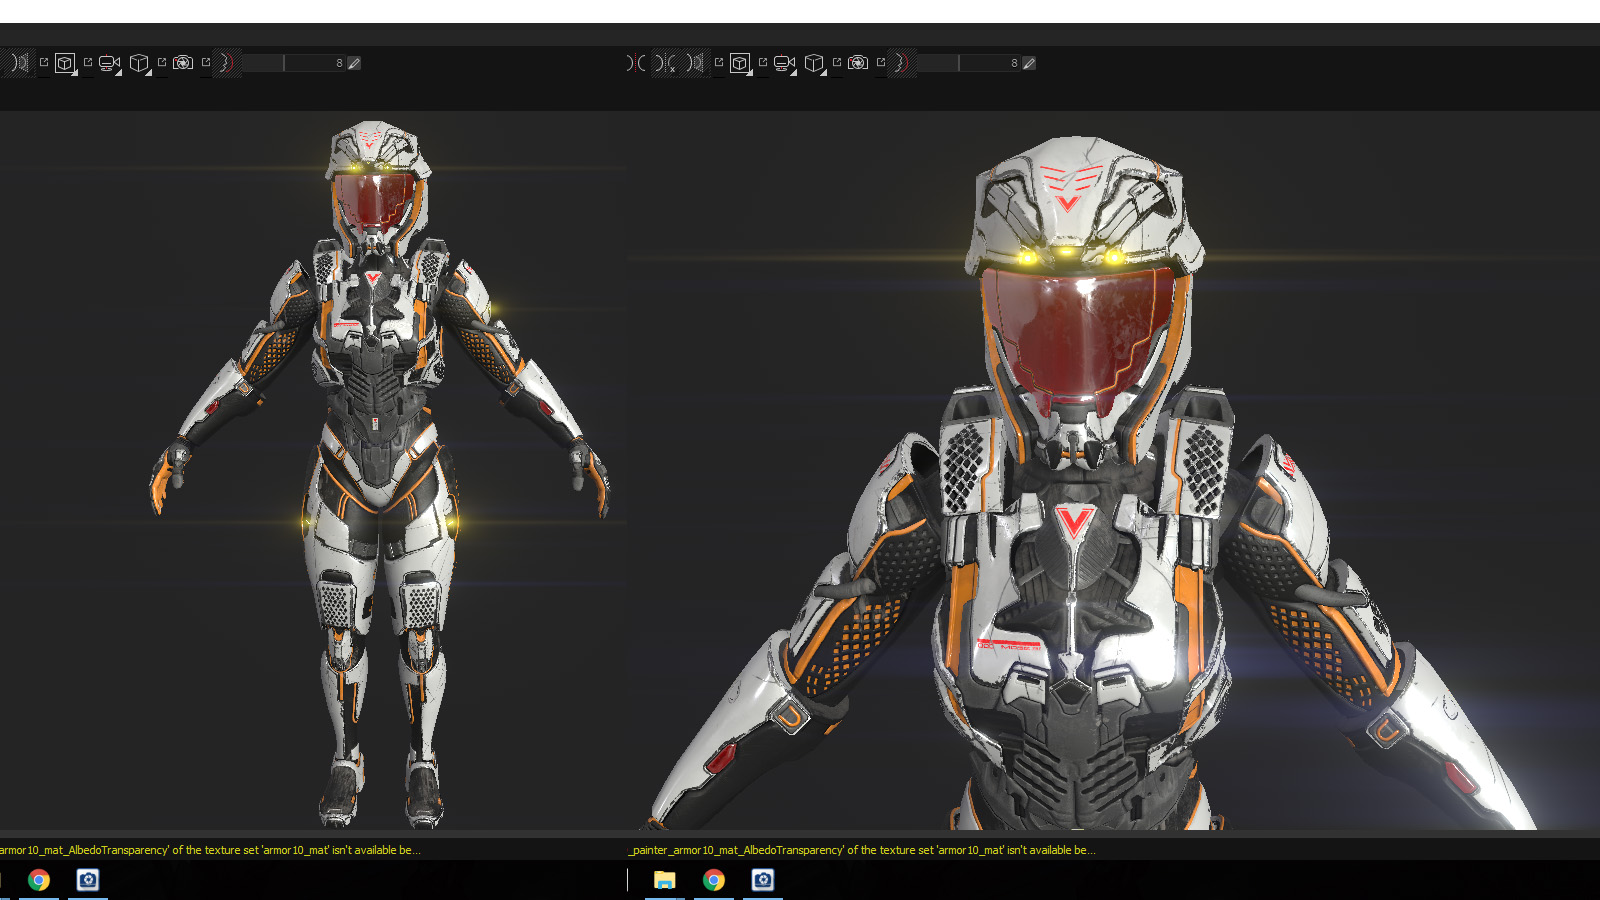 8
8
armor10_mat_AlbedoTransparency' of the texture set 'armor10_mat' isn't available be...
_painter_armor10_mat_AlbedoTransparency' of the texture set 'armor10_mat' isn't available be...